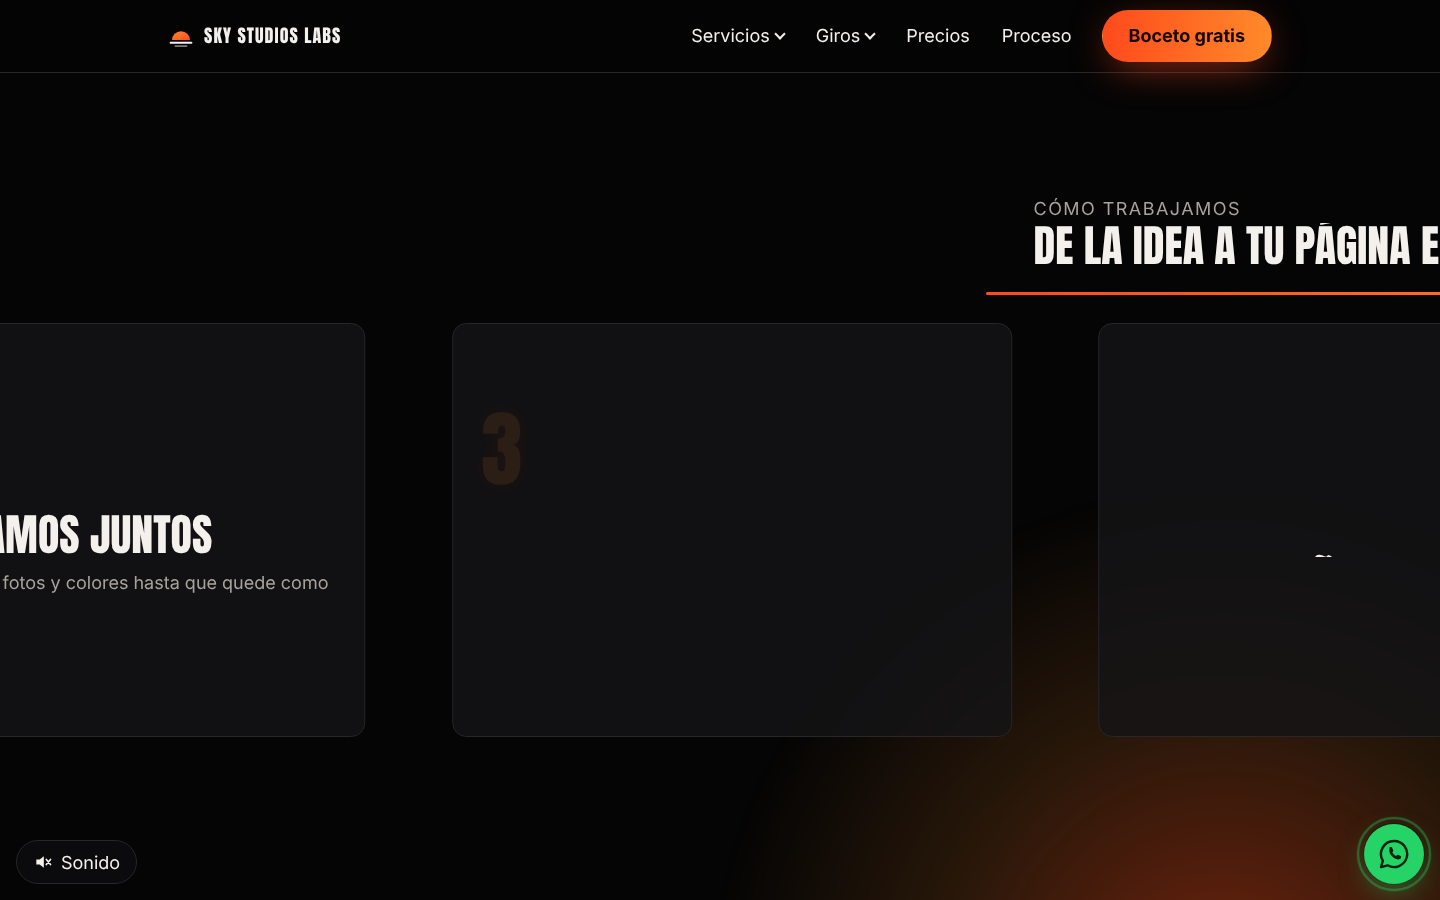 SKY STUDIOS LABS
Servicios
Giros
Precios
Proceso
Boceto gratis
CÓMO TRABAJAMOS
DE LA IDEA A TU PÁGINA E
3
AMOS JUNTOS
fotos y colores hasta que quede como
Sonido